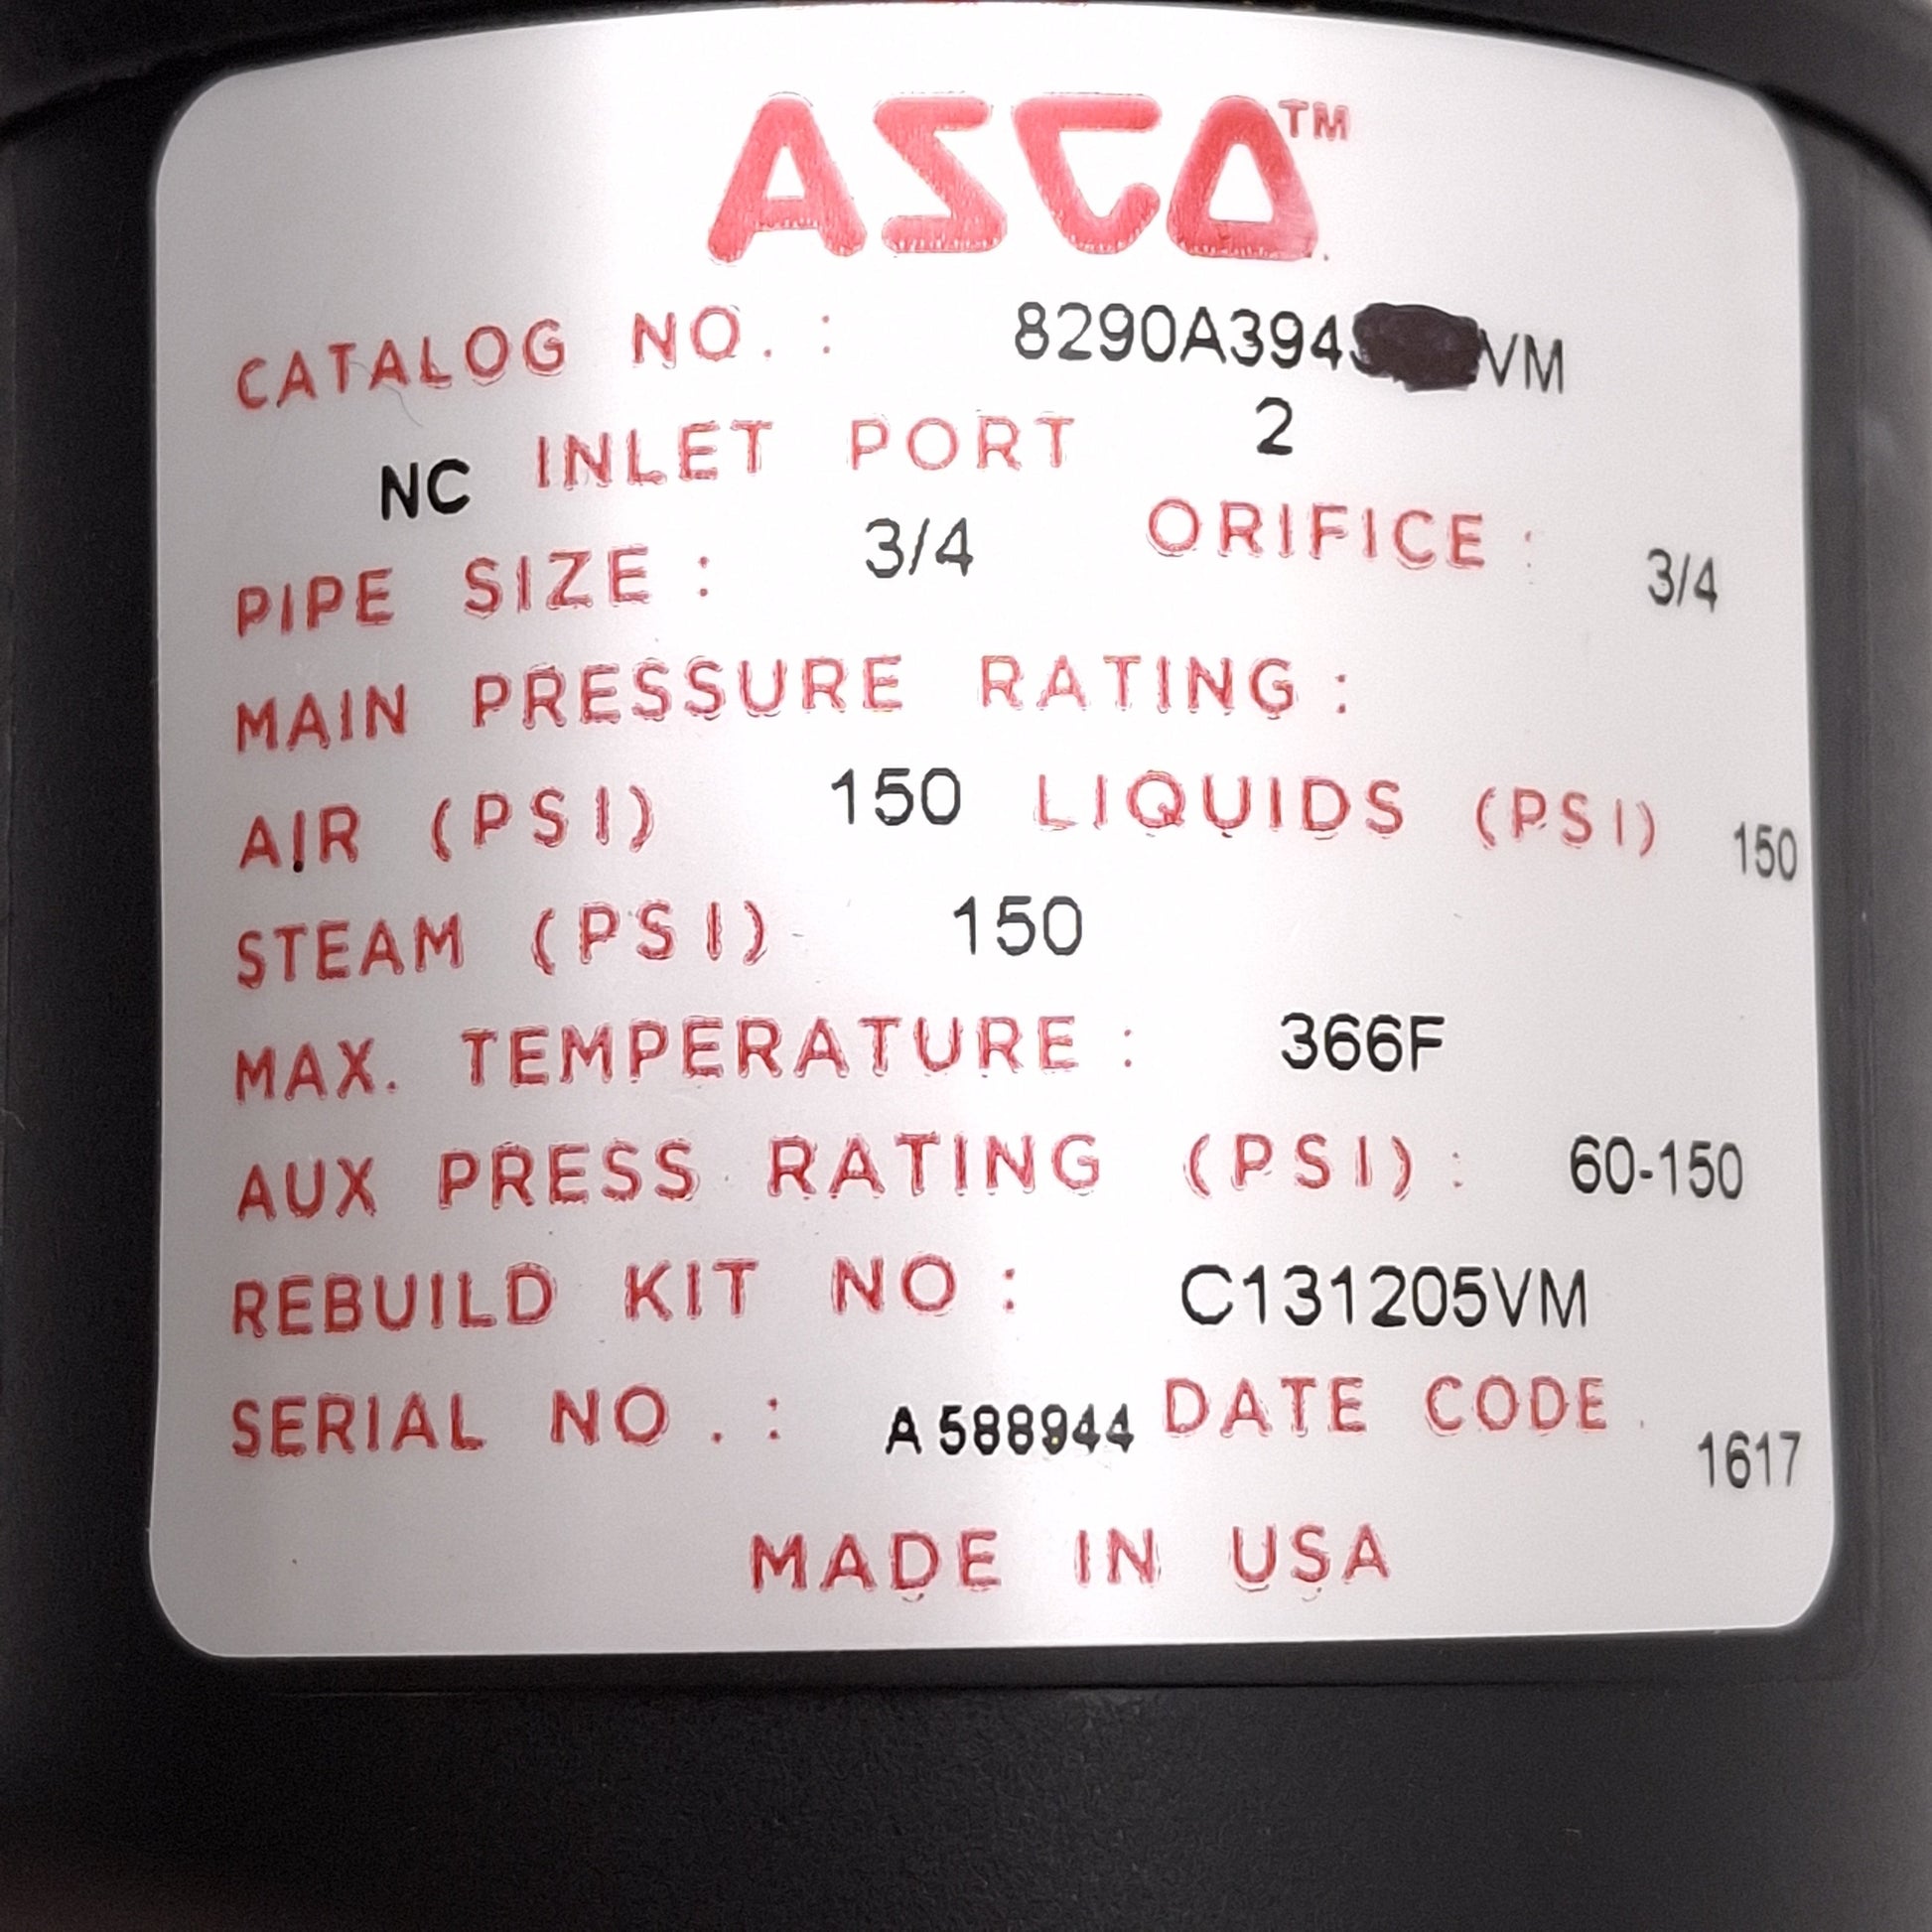 ASCO™
CATALOG NO. : 8290A394 VM
NC INLET PORT 2
PIPE SIZE : 3/4 ORIFICE : 3/4
MAIN PRESSURE RATING :
AIR (PSI) 150 LIQUIDS (PSI) 150
STEAM (PSI) 150
MAX. TEMPERATURE : 366F
AUX PRESS RATING (PSI) : 60-150
REBUILD KIT NO : C131205VM
SERIAL NO. : A 588944 DATE CODE . 1617
MADE IN USA